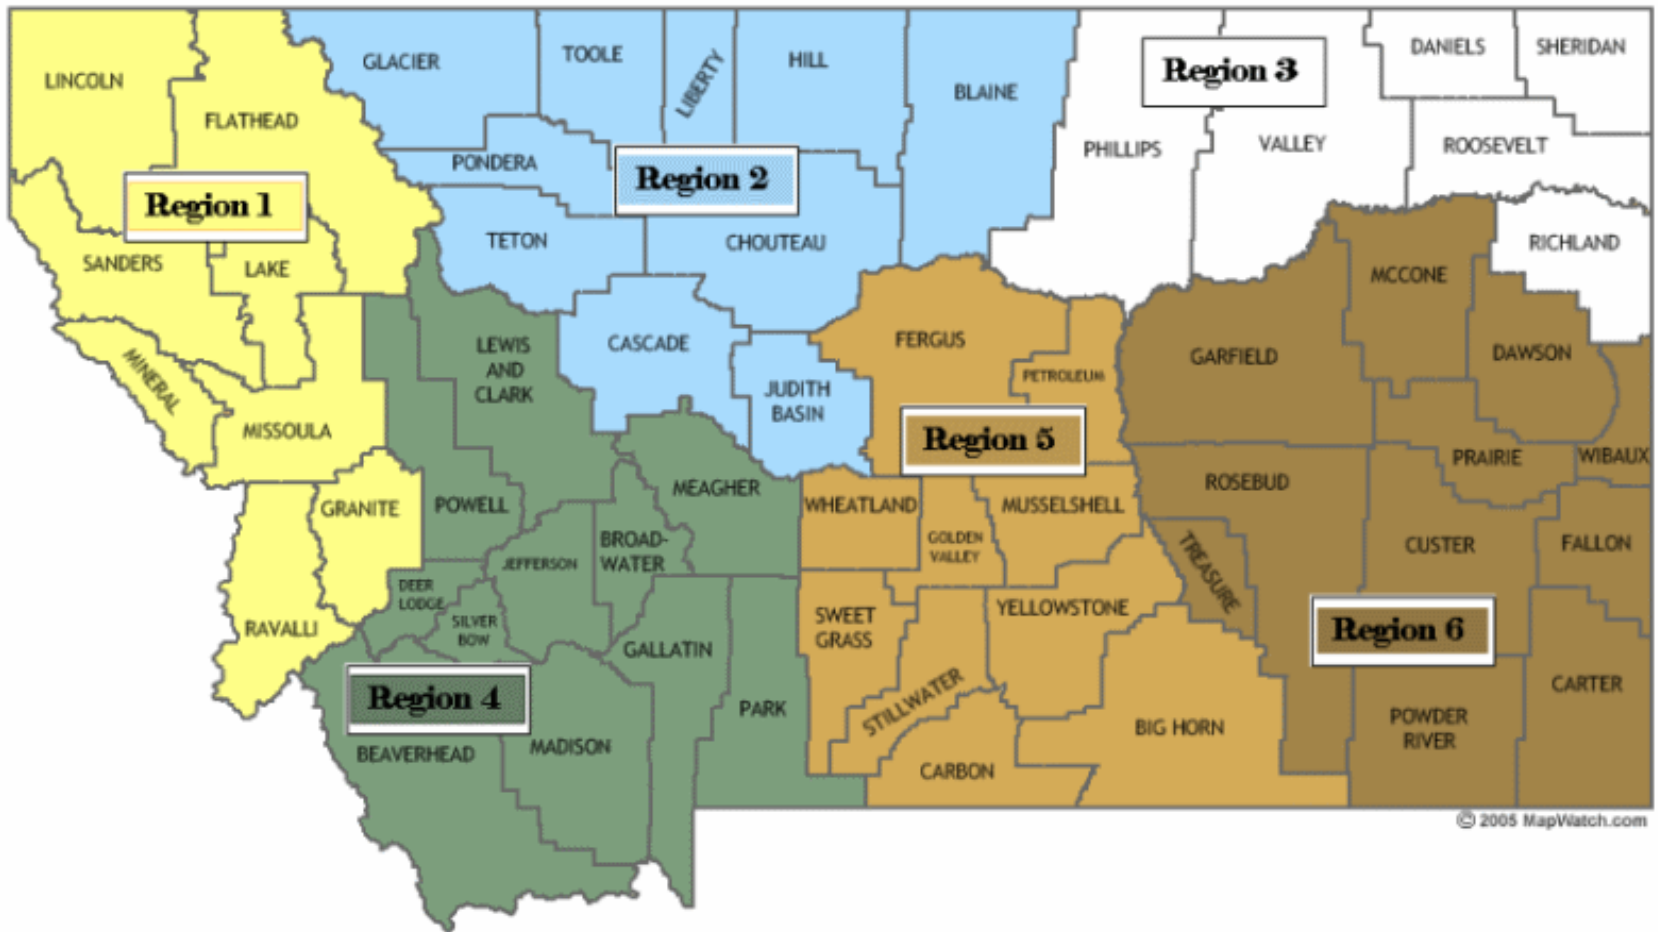 LINCOLN
FLATHEAD
GLACIER
TOOLE
LIBERTY
HILL
BLAINE
Region 3
DANIELS
SHERIDAN
PHILLIPS
VALLEY
ROOSEVELT
PONDERA
Region 2
Region 1
TETON
CHOUTEAU
RICHLAND
SANDERS
LAKE
MCCONE
LEWIS
AND
CLARK
CASCADE
FERGUS
GARFIELD
DAWSON
MINERAL
JUDITH
BASIN
PETROLEUM
MISSOULA
Region 5
PRAIRIE
WIBAUX
GRANITE
POWELL
MEAGHER
WHEATLAND
MUSSELSHELL
ROSEBUD
GOLDEN
VALLEY
BROAD-
WATER
JEFFERSON
CUSTER
FALLON
TREASURE
DEER
LODGE
SILVER
BOW
RAVALLI
GALLATIN
SWEET
GRASS
YELLOWSTONE
Region 6
Region 4
STILLWATER
CARTER
PARK
BIG HORN
POWDER
RIVER
BEAVERHEAD
MADISON
CARBON
© 2005 MapWatch.com